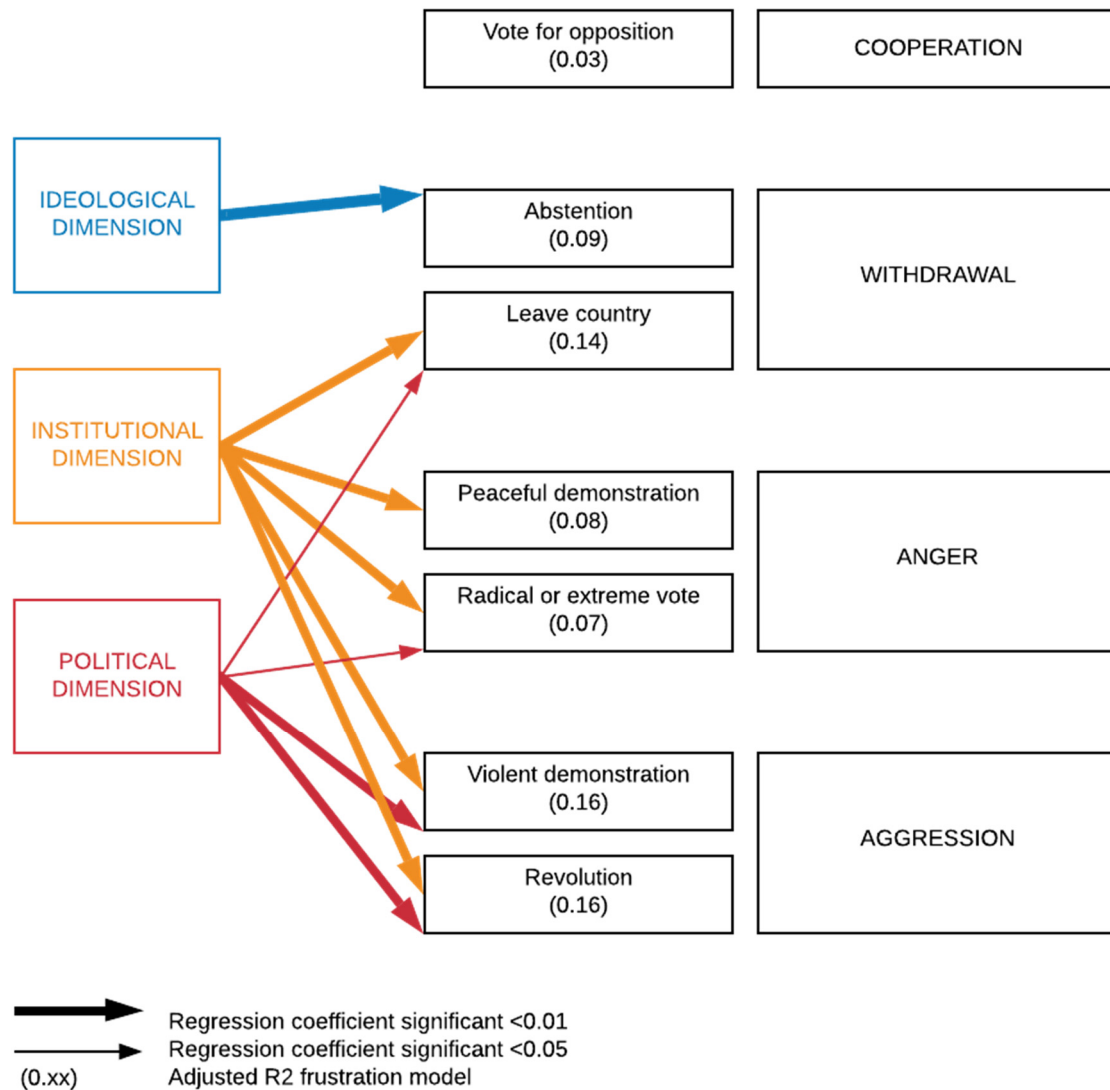 Vote for opposition
(0.03)
COOPERATION
IDEOLOGICAL
DIMENSION
Abstention
(0.09)
WITHDRAWAL
Leave country
(0.14)
INSTITUTIONAL
DIMENSION
Peaceful demonstration
(0.08)
ANGER
Radical or extreme vote
(0.07)
POLITICAL
DIMENSION
Violent demonstration
(0.16)
AGGRESSION
Revolution
(0.16)
Regression coefficient significant <0.01
Regression coefficient significant <0.05
(0.xx) Adjusted R2 frustration model